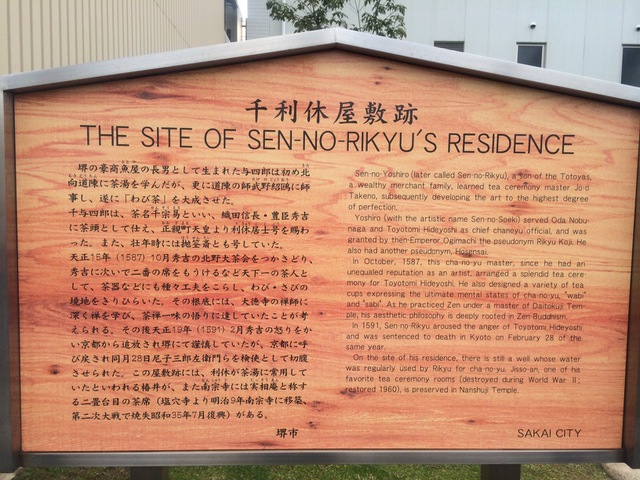 千利休屋敷跡
THE SITE OF SEN-NO-RIKYU'S RESIDENCE
堺の豪商魚屋の長男として生まれた与四郎は初め北
向道陳に茶湯を学んだが、更に道陳の師武野紹鴎に師
事し、遂に「わび茶」を大成させた。
千与四郎は、茶名千宗易といい、織田信長・豊臣秀吉
に茶頭として仕え、正親町天皇より利休居士号を賜わ
った。また、壮年時には抛筌斎とも号していた。
天正15年(1587)10月秀吉の北野大茶会をつかさどり、
秀吉に次いで二番の席をもうけるなど天下一の茶人と
して、茶器などにも種々工夫をこらし、わび・さびの
境地をきりひらいた。その根底には、大徳寺の禅師に
深く禅を学び、茶禅一味の悟りに達していたことが考
えられる。その後天正19年(1591)2月秀吉の怒りをか
い京都から追放され堺にて謹慎していたが、京都に呼
び戻され同月28日尼子三郎左衛門らを検使として切腹
させられた。この屋敷跡には、利休が茶湯に常用して
いたといわれる椿井が、また南宗寺には実相庵と称す
る二畳台目の茶席(塩穴寺より明治9年南宗寺に移築、
第二次大戦で焼失昭和35年7月復興)がある。
堺市
Sen-no-Yoshiro (later called Sen-no-Rikyu), a son of the Totoyas,
a wealthy merchant family, learned tea ceremony master Jo-o
Takeno, subsequently developing the art to the highest degree
of perfection.
Yoshiro (with the artistic name Sen-no-Soeki) served Oda Nobu-
naga and Toyotomi Hideyoshi as chief chanoyu official, and was
granted by then-Emperor Ogimachi the pseudonym Rikyu Koji. He
also had another pseudonym, Hosensai.
In October, 1587, this cha-no-yu master, since he had an
unequaled reputation as an artist, arranged a splendid tea cere-
mony for Toyotomi Hideyoshi. He also designed a variety of tea
cups expressing the ultimate mental states of cha-no-yu, "wabi"
and "sabi". As he practiced Zen under a master of Daitokuji Tem-
ple, his aesthetic philosophy is deeply rooted in Zen Buddhism.
In 1591, Sen-no-Rikyu aroused the anger of Toyotomi Hideyoshi
and was sentenced to death in Kyoto on February 28 of the
same year.
On the site of his residence, there is still a well whose water
was regularly used by Rikyu for cha-no-yu. Jisso-an, one of his
favorite tea ceremony rooms (destroyed during World War II;
restored 1960), is preserved in Nanshuji Temple.
SAKAI CITY